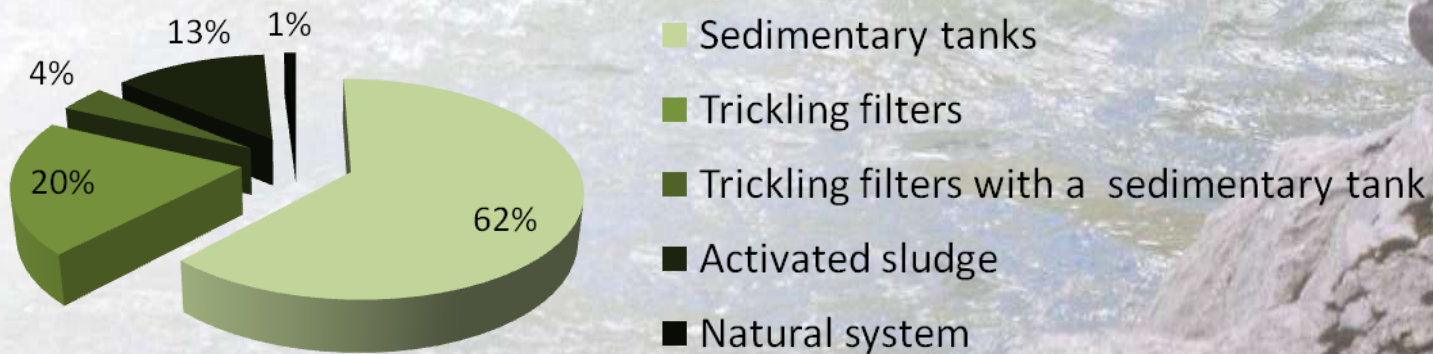 13%
1%
4%
20%
62%
Sedimentary tanks
Trickling filters
Trickling filters with a sedimentary tank
Activated sludge
Natural system